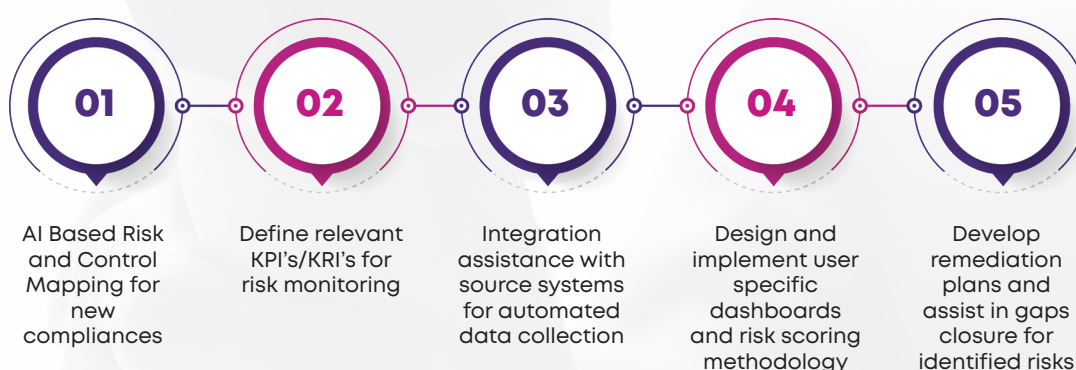 01
02
03
04
05
AI Based Risk
and Control
Mapping for
new
compliances
Define relevant
KPI's/KRI's for
risk monitoring
Integration
assistance with
source systems
for automated
data collection
Design and
implement user
specific
dashboards
and risk scoring
methodology
Develop
remediation
plans and
assist in gaps
closure for
identified risks